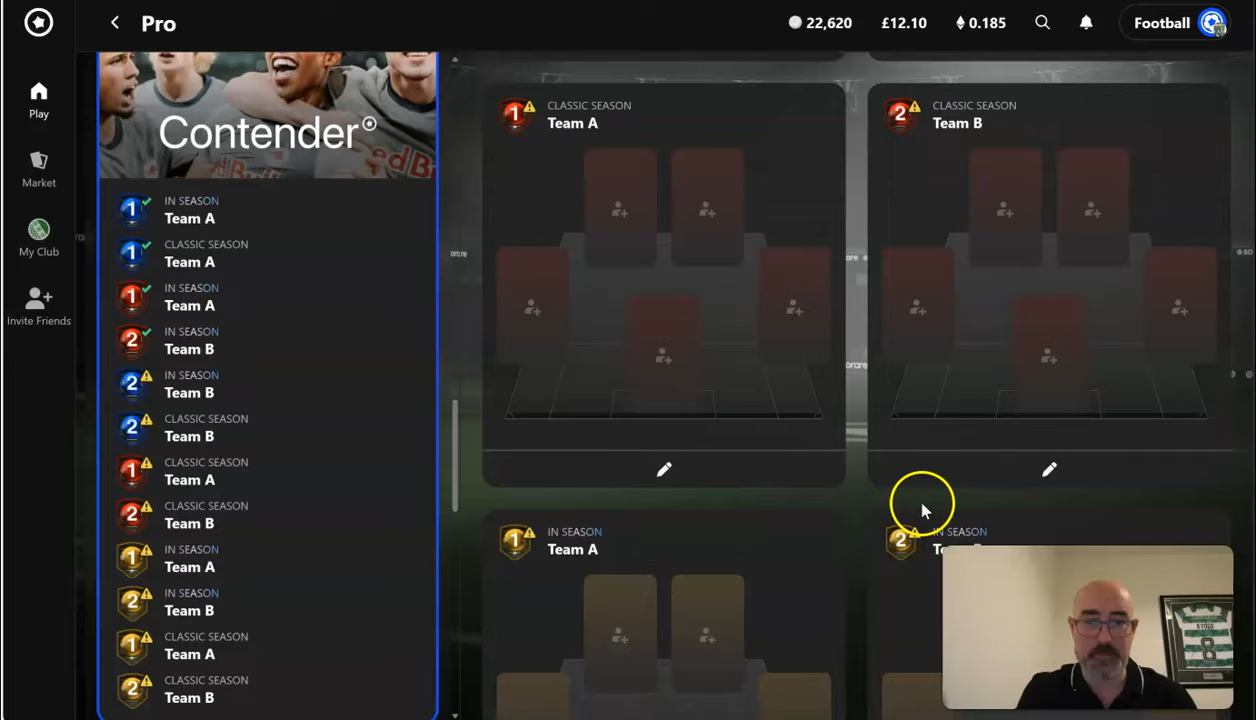 Pro
22,620
£12.10
0.185
Football
Play
Market
My Club
Invite Friends
Contender
RedBull
edB
1 IN SEASON
Team A
1 CLASSIC SEASON
Team A
1 IN SEASON
Team A
2 IN SEASON
Team B
2 IN SEASON
Team B
2 CLASSIC SEASON
Team B
1 CLASSIC SEASON
Team A
2 CLASSIC SEASON
Team B
1 IN SEASON
Team A
2 IN SEASON
Team B
1 CLASSIC SEASON
Team A
2 CLASSIC SEASON
Team B
1 CLASSIC SEASON
Team A
2 CLASSIC SEASON
Team B
1 IN SEASON
Team A
2 IN SEASON
KYOGO
8